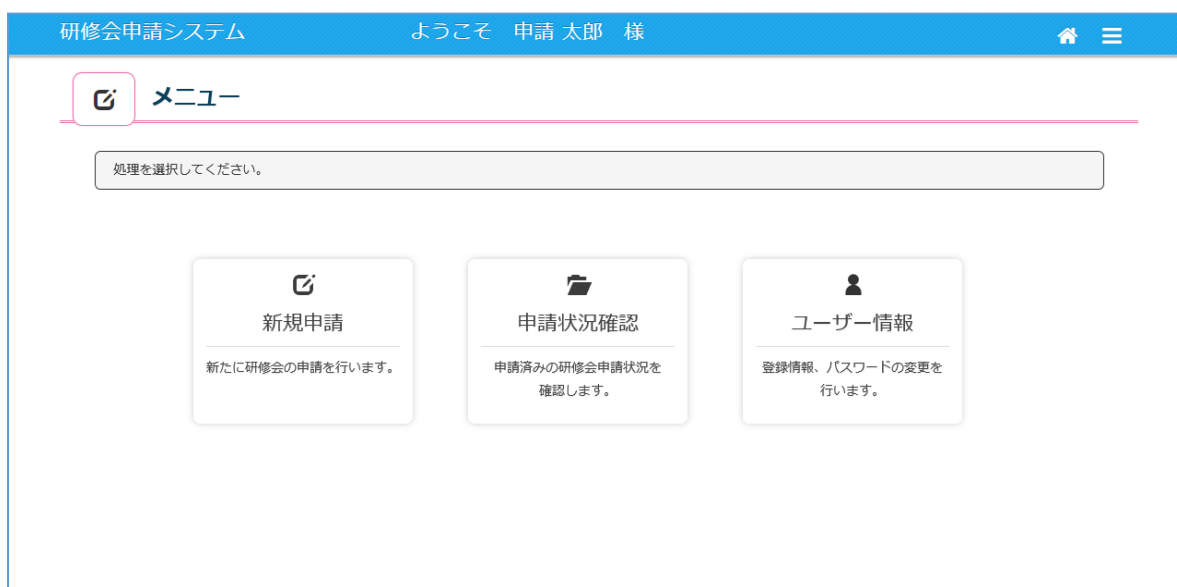 研修会申請システム ようこそ 申請 太郎 様
メニュー
処理を選択してください。
新規申請
新たに研修会の申請を行います。
申請状況確認
申請済みの研修会申請状況を
確認します。
ユーザー情報
登録情報、パスワードの変更を
行います。